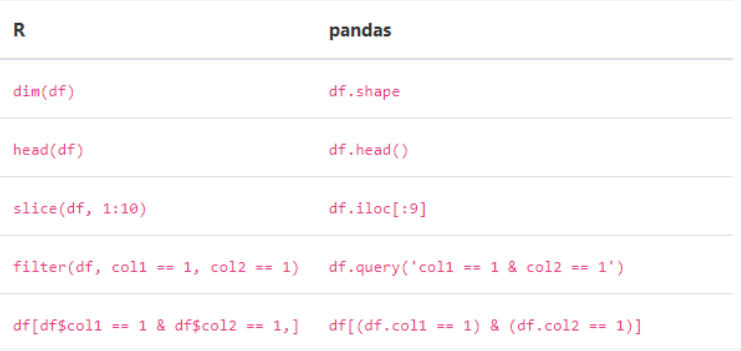 R pandas
dim(df) df.shape
head(df) df.head()
slice(df, 1:10) df.iloc[:9]
filter(df, col1 == 1, col2 == 1) df.query('col1 == 1 & col2 == 1')
df[df$col1 == 1 & df$col2 == 1,] df[(df.col1 == 1) & (df.col2 == 1)]